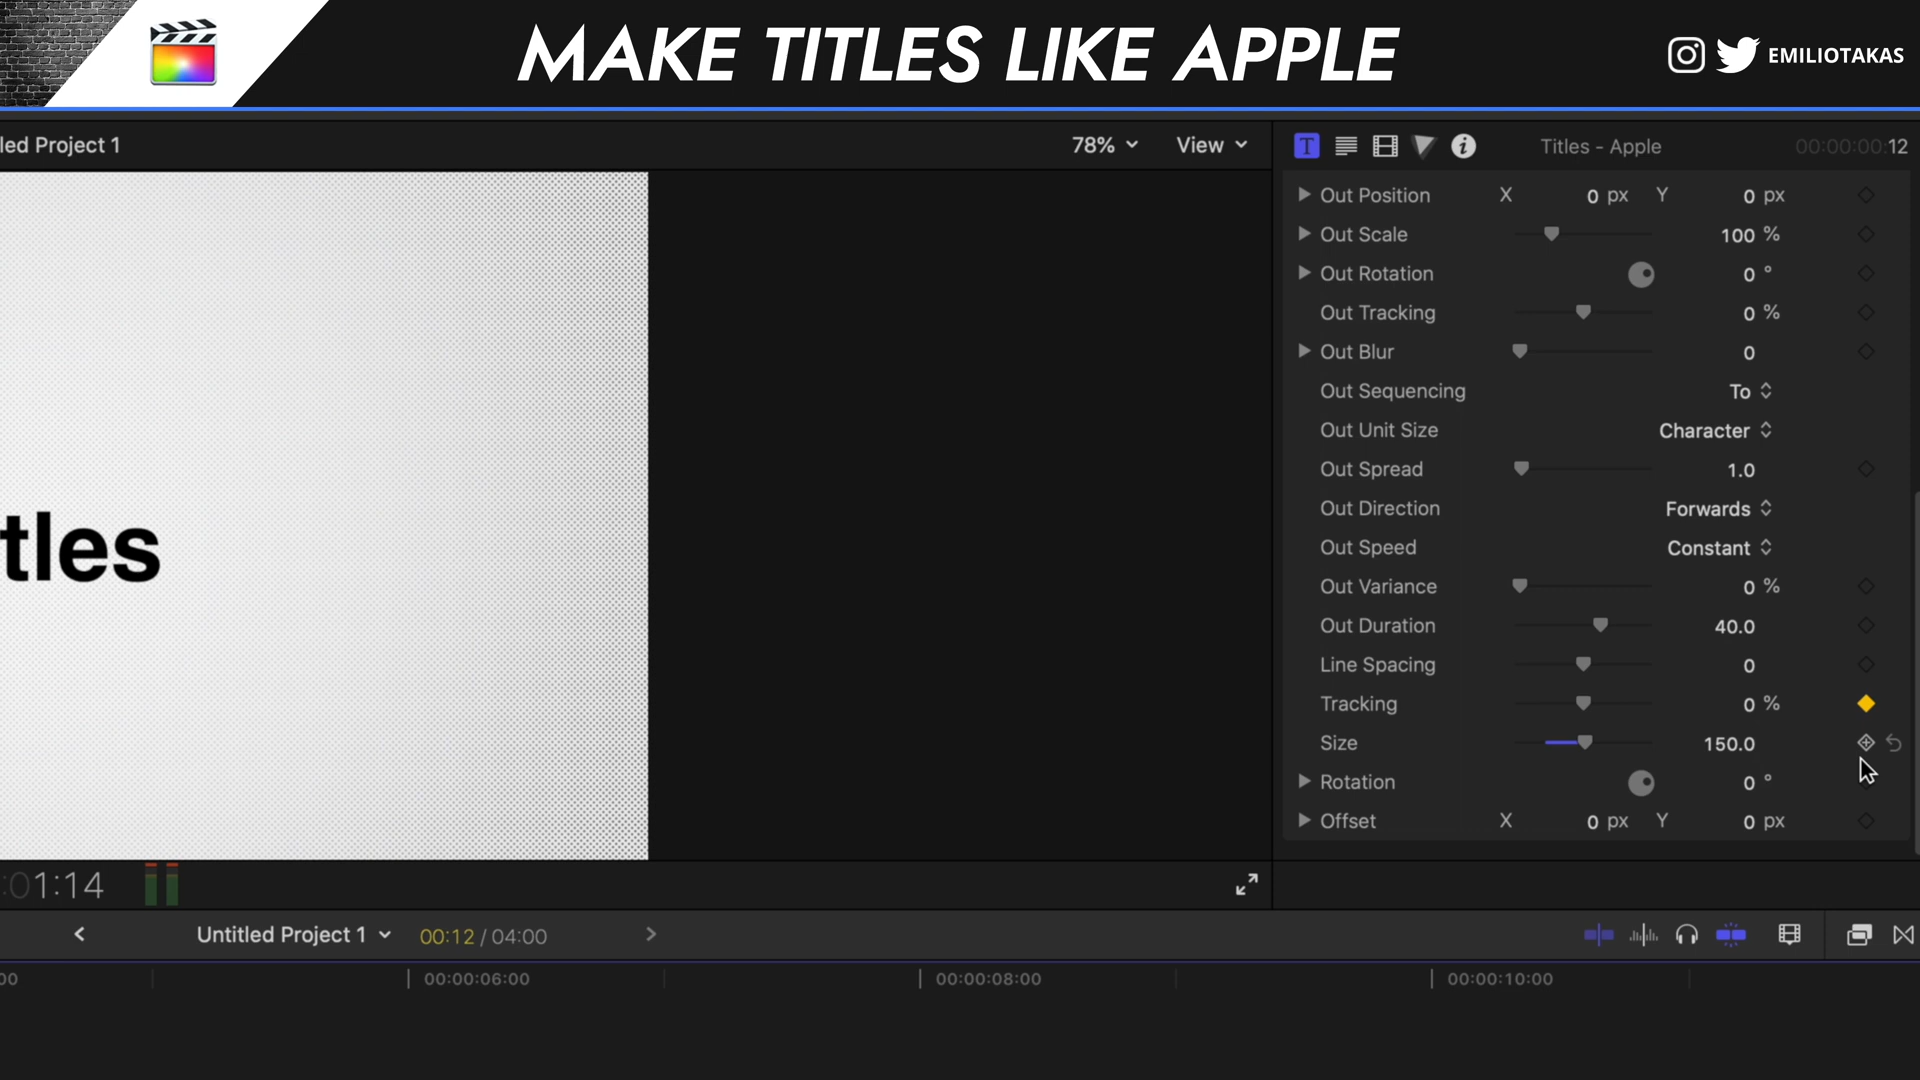 MAKE TITLES LIKE APPLE
EMILIOTAKAS
led Project 1
78%
View
T
i
Titles - Apple
00:00:00:12
Out Position X 0 px Y 0 px
Out Scale 100 %
Out Rotation 0 °
Out Tracking 0 %
Out Blur 0
Out Sequencing To
Out Unit Size Character
Out Spread 1.0
Out Direction Forwards
Out Speed Constant
Out Variance 0 %
Out Duration 40.0
Line Spacing 0
Tracking 0 %
Size 150.0
Rotation 0 °
Offset X 0 px Y 0 px
tles
:01:14
Untitled Project 1
00:12 / 04:00
00
00:00:06:00
00:00:08:00
00:00:10:00